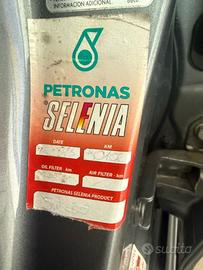 INFORMACION ADICIONAL
PETRONAS
SELENIA
DATE
KM
OIL FILTER - km
AIR FILTER - km
PETRONAS SELENIA PRODUCT
subito